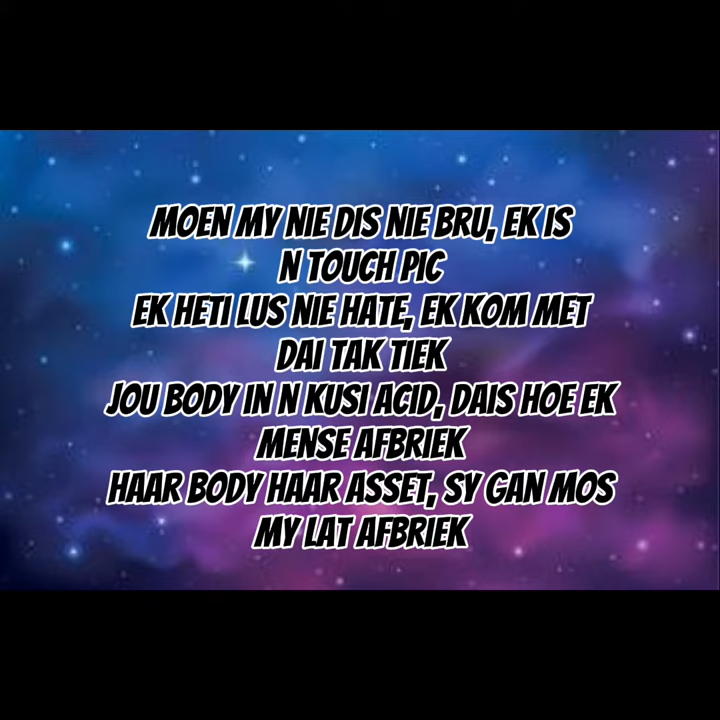 MOEN MY NIE DIS NIE BRU, EK IS
N TOUCH PIC
EK HETI LUS NIE HATE, EK KOM MET
DAI TAK TIEK
JOU BODY IN N KUSI ACID, DAIS HOE EK
MENSE AFBRIEK
HAAR BODY HAAR ASSET, SY GAN MOS
MY LAT AFBRIEK